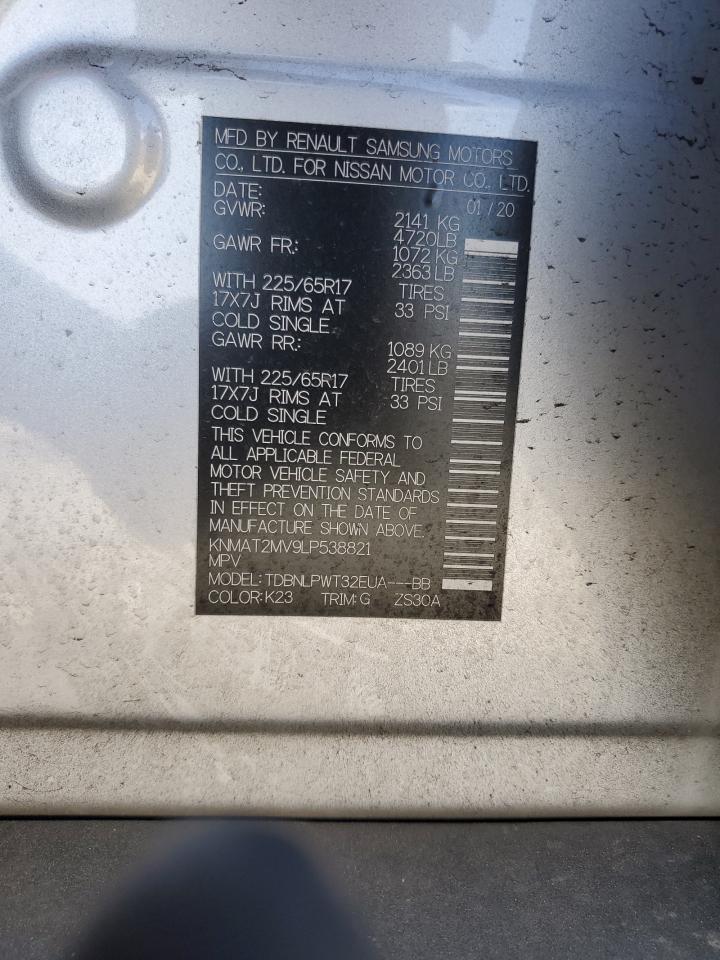 MFD BY RENAULT SAMSUNG MOTORS
CO., LTD. FOR NISSAN MOTOR CO., LTD.
DATE: 01/20
GVWR: 2141 KG
4720LB
GAWR FR: 1072 KG
2363 LB
WITH 225/65R17 TIRES
17X7J RIMS AT 33 PSI
COLD SINGLE
GAWR RR: 1089 KG
2401 LB
WITH 225/65R17 TIRES
17X7J RIMS AT 33 PSI
COLD SINGLE
THIS VEHICLE CONFORMS TO
ALL APPLICABLE FEDERAL
MOTOR VEHICLE SAFETY AND
THEFT PREVENTION STANDARDS
IN EFFECT ON THE DATE OF
MANUFACTURE SHOWN ABOVE.
KNMAT2MV9LP538821
MPV
MODEL: TDBNLPWT32EUA---BB
COLOR:K23 TRIM:G ZS30A